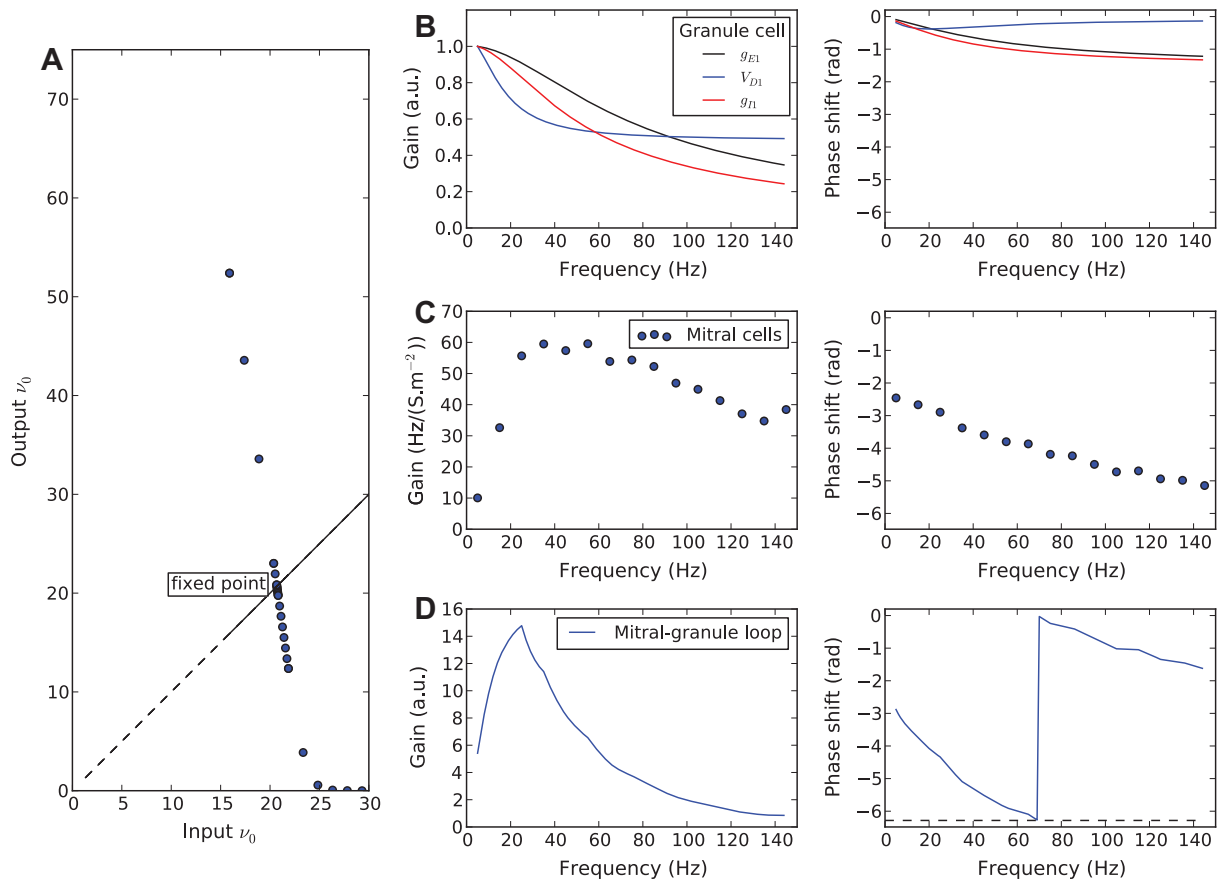 A
Output ν0
70
60
50
40
30
20
10
0
fixed point
0 5 10 15 20 25 30
Input ν0
B
Gain (a.u.)
1.0
0.8
0.6
0.4
0.2
0.0
Granule cell
gE1
VD1
gI1
0 20 40 60 80 100 120 140
Frequency (Hz)
Phase shift (rad)
0
−1
−2
−3
−4
−5
−6
0 20 40 60 80 100 120 140
Frequency (Hz)
C
Gain (Hz/(S.m−2 ))
70
60
50
40
30
20
10
0
Mitral cells
0 20 40 60 80 100 120 140
Frequency (Hz)
Phase shift (rad)
0
−1
−2
−3
−4
−5
−6
0 20 40 60 80 100 120 140
Frequency (Hz)
D
Gain (a.u.)
16
14
12
10
8
6
4
2
0
Mitral-granule loop
0 20 40 60 80 100 120 140
Frequency (Hz)
Phase shift (rad)
0
−1
−2
−3
−4
−5
−6
0 20 40 60 80 100 120 140
Frequency (Hz)